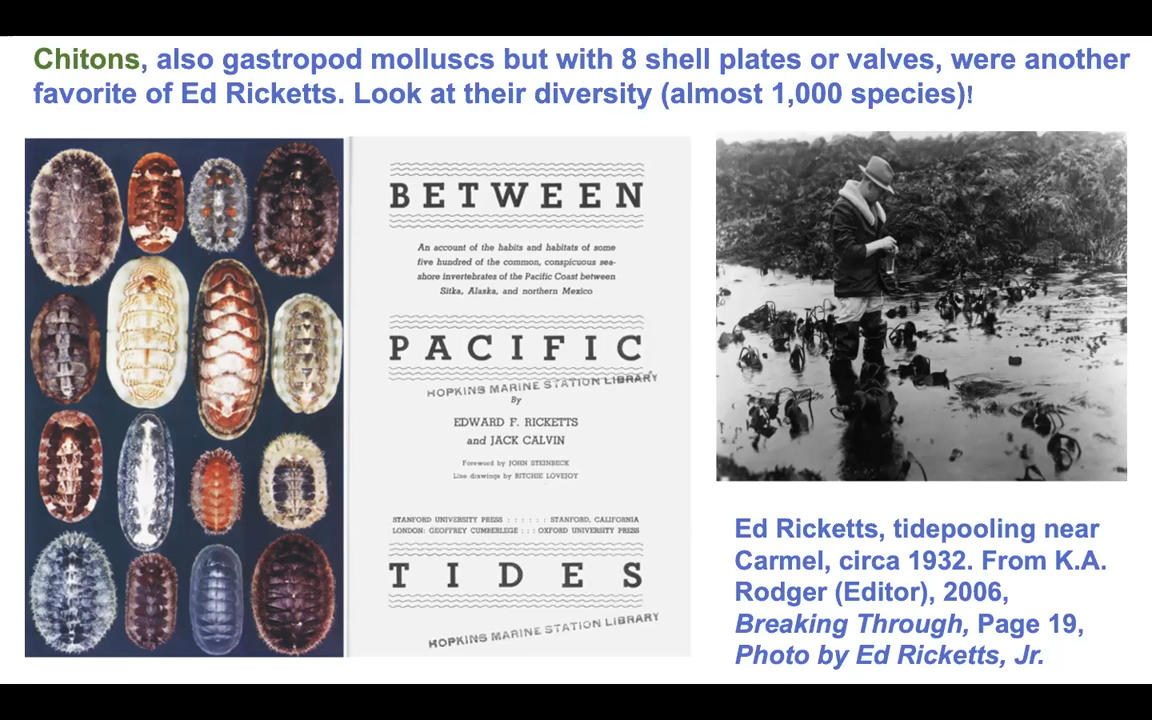 Chitons, also gastropod molluscs but with 8 shell plates or valves, were another
favorite of Ed Ricketts. Look at their diversity (almost 1,000 species)!
BETWEEN
An account of the habits and habitats of some
five hundred of the common, conspicuous sea-
shore invertebrates of the Pacific Coast between
Sitka, Alaska, and northern Mexico
PACIFIC
HOPKINS MARINE STATION LIBRARY
By
EDWARD F. RICKETTS
and JACK CALVIN
Foreword by JOHN STEINBECK
Line drawings by RITCHIE LOVEJOY
STANFORD UNIVERSITY PRESS : : : : : : STANFORD, CALIFORNIA
LONDON: GEOFFREY CUMBERLEGE : : : OXFORD UNIVERSITY PRESS
TIDES
HOPKINS MARINE STATION LIBRARY
Ed Ricketts, tidepooling near
Carmel, circa 1932. From K.A.
Rodger (Editor), 2006,
Breaking Through, Page 19,
Photo by Ed Ricketts, Jr.